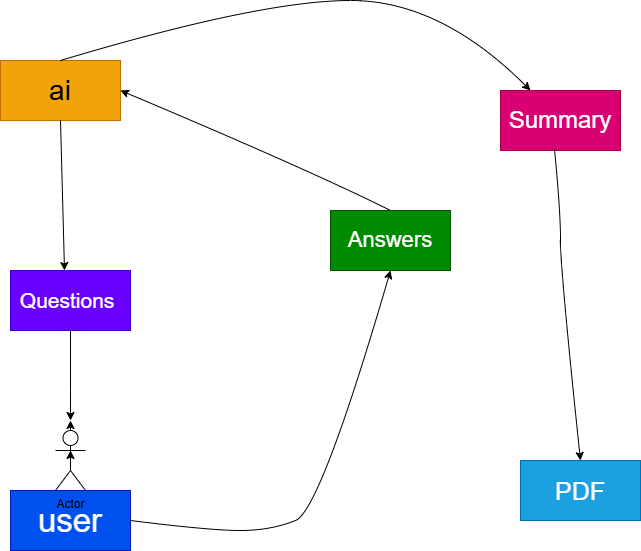 ai
Summary
Answers
Questions
Actor
user
PDF